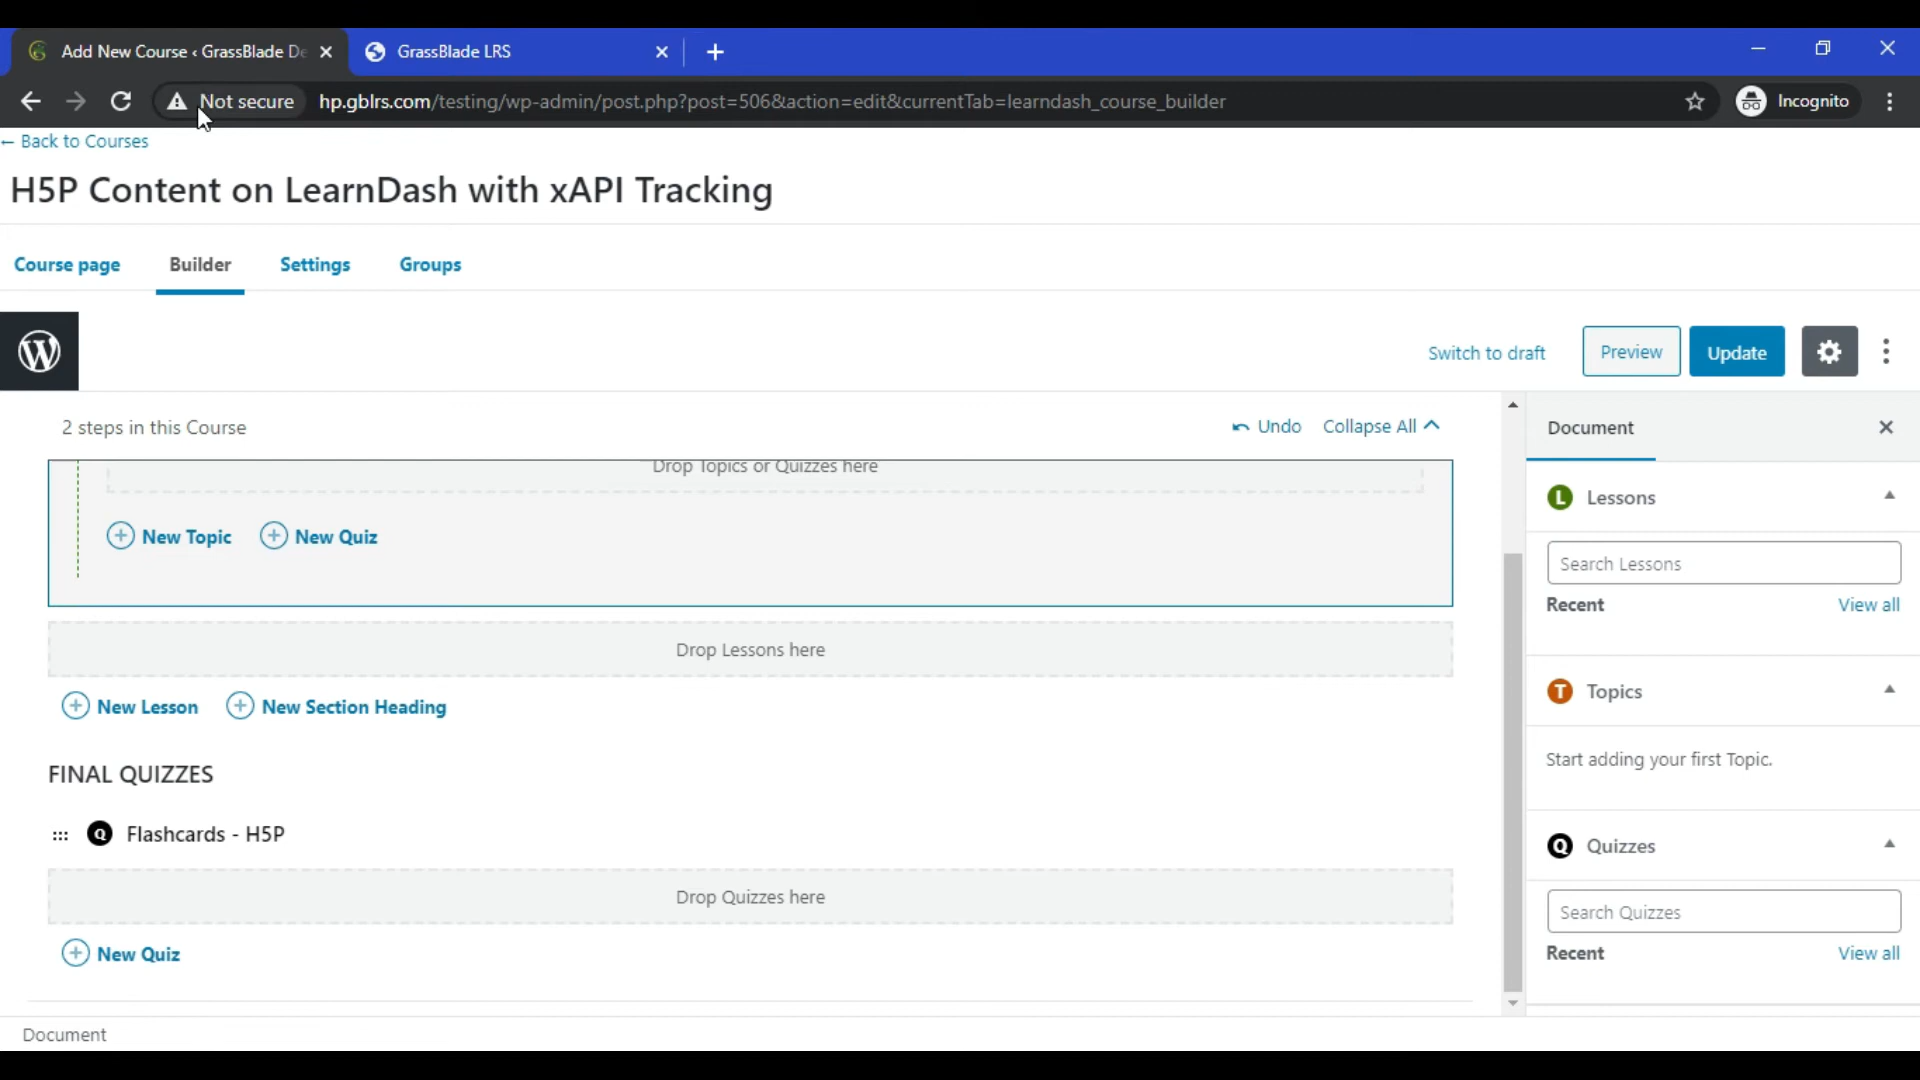 Add New Course ‹ GrassBlade De
GrassBlade LRS
Not secure
hp.gblrs.com/testing/wp-admin/post.php?post=506&action=edit&currentTab=learndash_course_builder
Incognito
← Back to Courses
H5P Content on LearnDash with xAPI Tracking
Course page
Builder
Settings
Groups
Switch to draft
Preview
Update
2 steps in this Course
Undo
Collapse All
Document
Drop Topics or Quizzes here
L Lessons
New Topic
New Quiz
Search Lessons
Recent
View all
Drop Lessons here
New Lesson
New Section Heading
T Topics
Start adding your first Topic.
FINAL QUIZZES
Q Flashcards - H5P
Q Quizzes
Drop Quizzes here
Search Quizzes
New Quiz
Recent
View all
Document